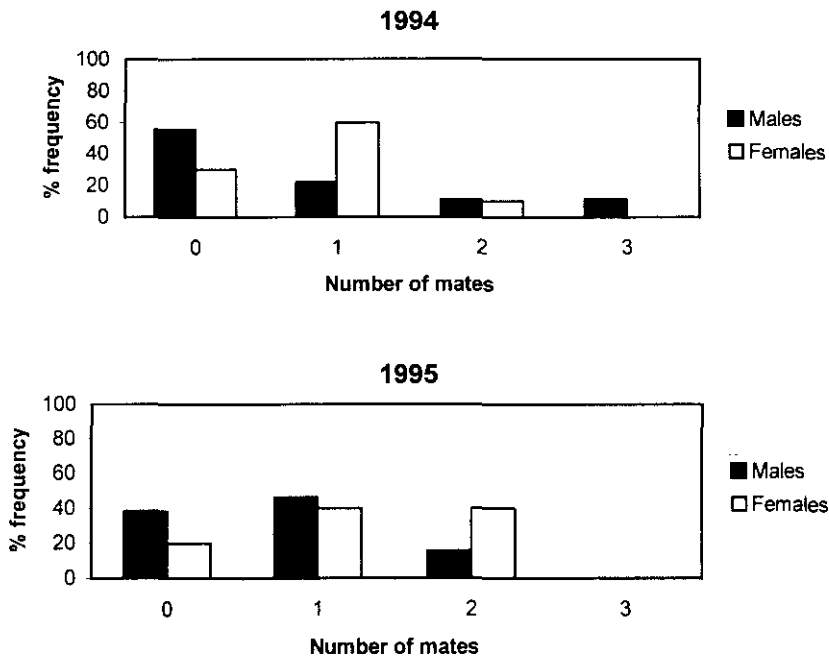 1994
100
80
60
40
20
0
% frequency
0 1 2 3
Number of mates
Males
Females
1995
100
80
60
40
20
0
% frequency
0 1 2 3
Number of mates
Males
Females